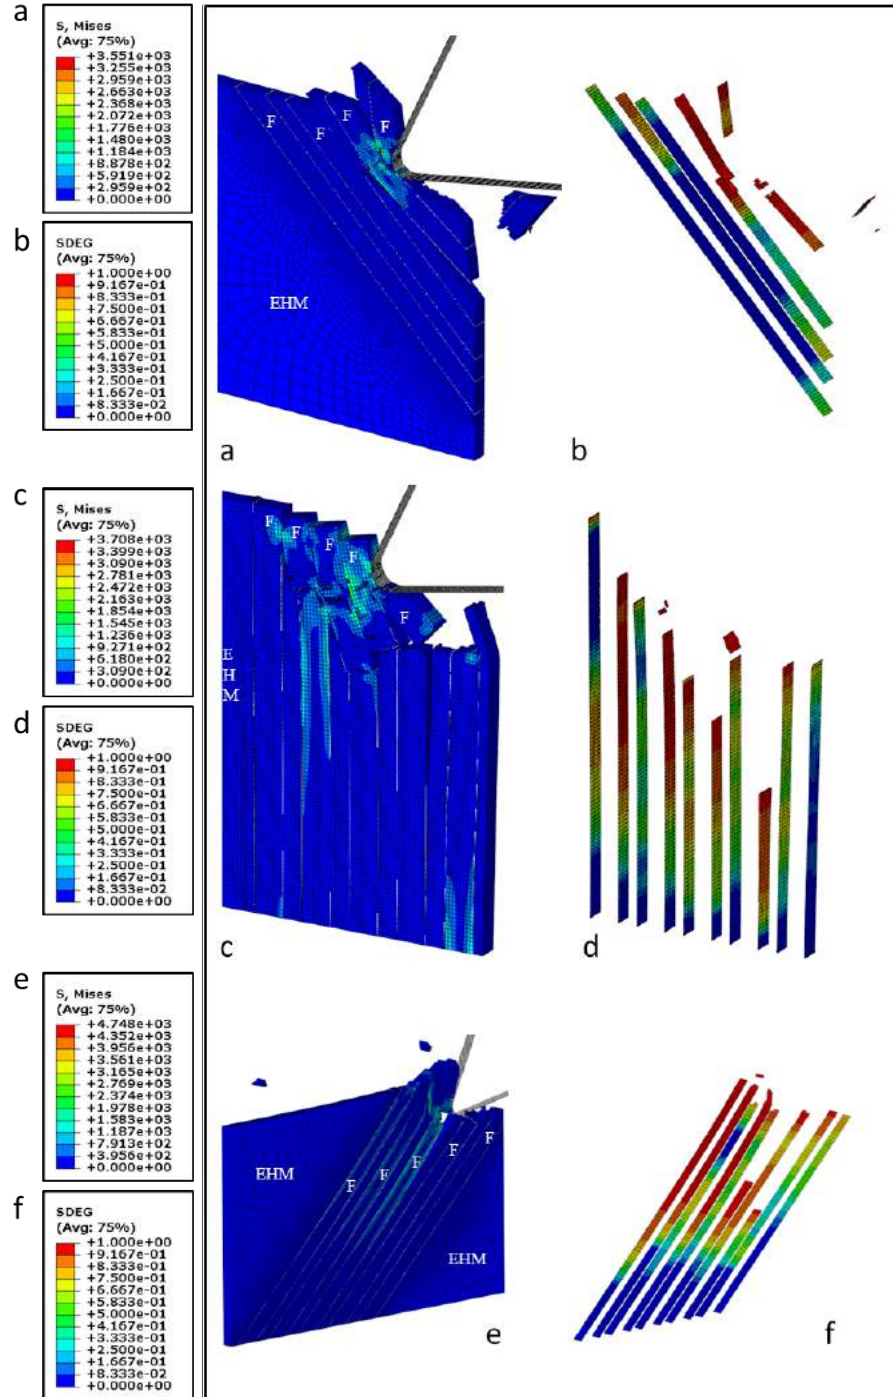 a
S, Mises
(Avg: 75%)
+3.551e+03
+3.255e+03
+2.959e+03
+2.663e+03
+2.368e+03
+2.072e+03
+1.776e+03
+1.480e+03
+1.184e+03
+8.878e+02
+5.919e+02
+2.959e+02
+0.000e+00
b
SDEG
(Avg: 75%)
+1.000e+00
+9.167e-01
+8.333e-01
+7.500e-01
+6.667e-01
+5.833e-01
+5.000e-01
+4.167e-01
+3.333e-01
+2.500e-01
+1.667e-01
+8.333e-02
+0.000e+00
F
F
F
F
EHM
a
b
c
S, Mises
(Avg: 75%)
+3.708e+03
+3.399e+03
+3.090e+03
+2.781e+03
+2.472e+03
+2.163e+03
+1.854e+03
+1.545e+03
+1.236e+03
+9.271e+02
+6.180e+02
+3.090e+02
+0.000e+00
d
SDEG
(Avg: 75%)
+1.000e+00
+9.167e-01
+8.333e-01
+7.500e-01
+6.667e-01
+5.833e-01
+5.000e-01
+4.167e-01
+3.333e-01
+2.500e-01
+1.667e-01
+8.333e-02
+0.000e+00
F
F
F
F
F
E
H
M
c
d
e
S, Mises
(Avg: 75%)
+4.748e+03
+4.352e+03
+3.956e+03
+3.561e+03
+3.165e+03
+2.769e+03
+2.374e+03
+1.978e+03
+1.583e+03
+1.187e+03
+7.913e+02
+3.956e+02
+0.000e+00
f
SDEG
(Avg: 75%)
+1.000e+00
+9.167e-01
+8.333e-01
+7.500e-01
+6.667e-01
+5.833e-01
+5.000e-01
+4.167e-01
+3.333e-01
+2.500e-01
+1.667e-01
+8.333e-02
+0.000e+00
EHM
F
F
F
F
F
EHM
e
f